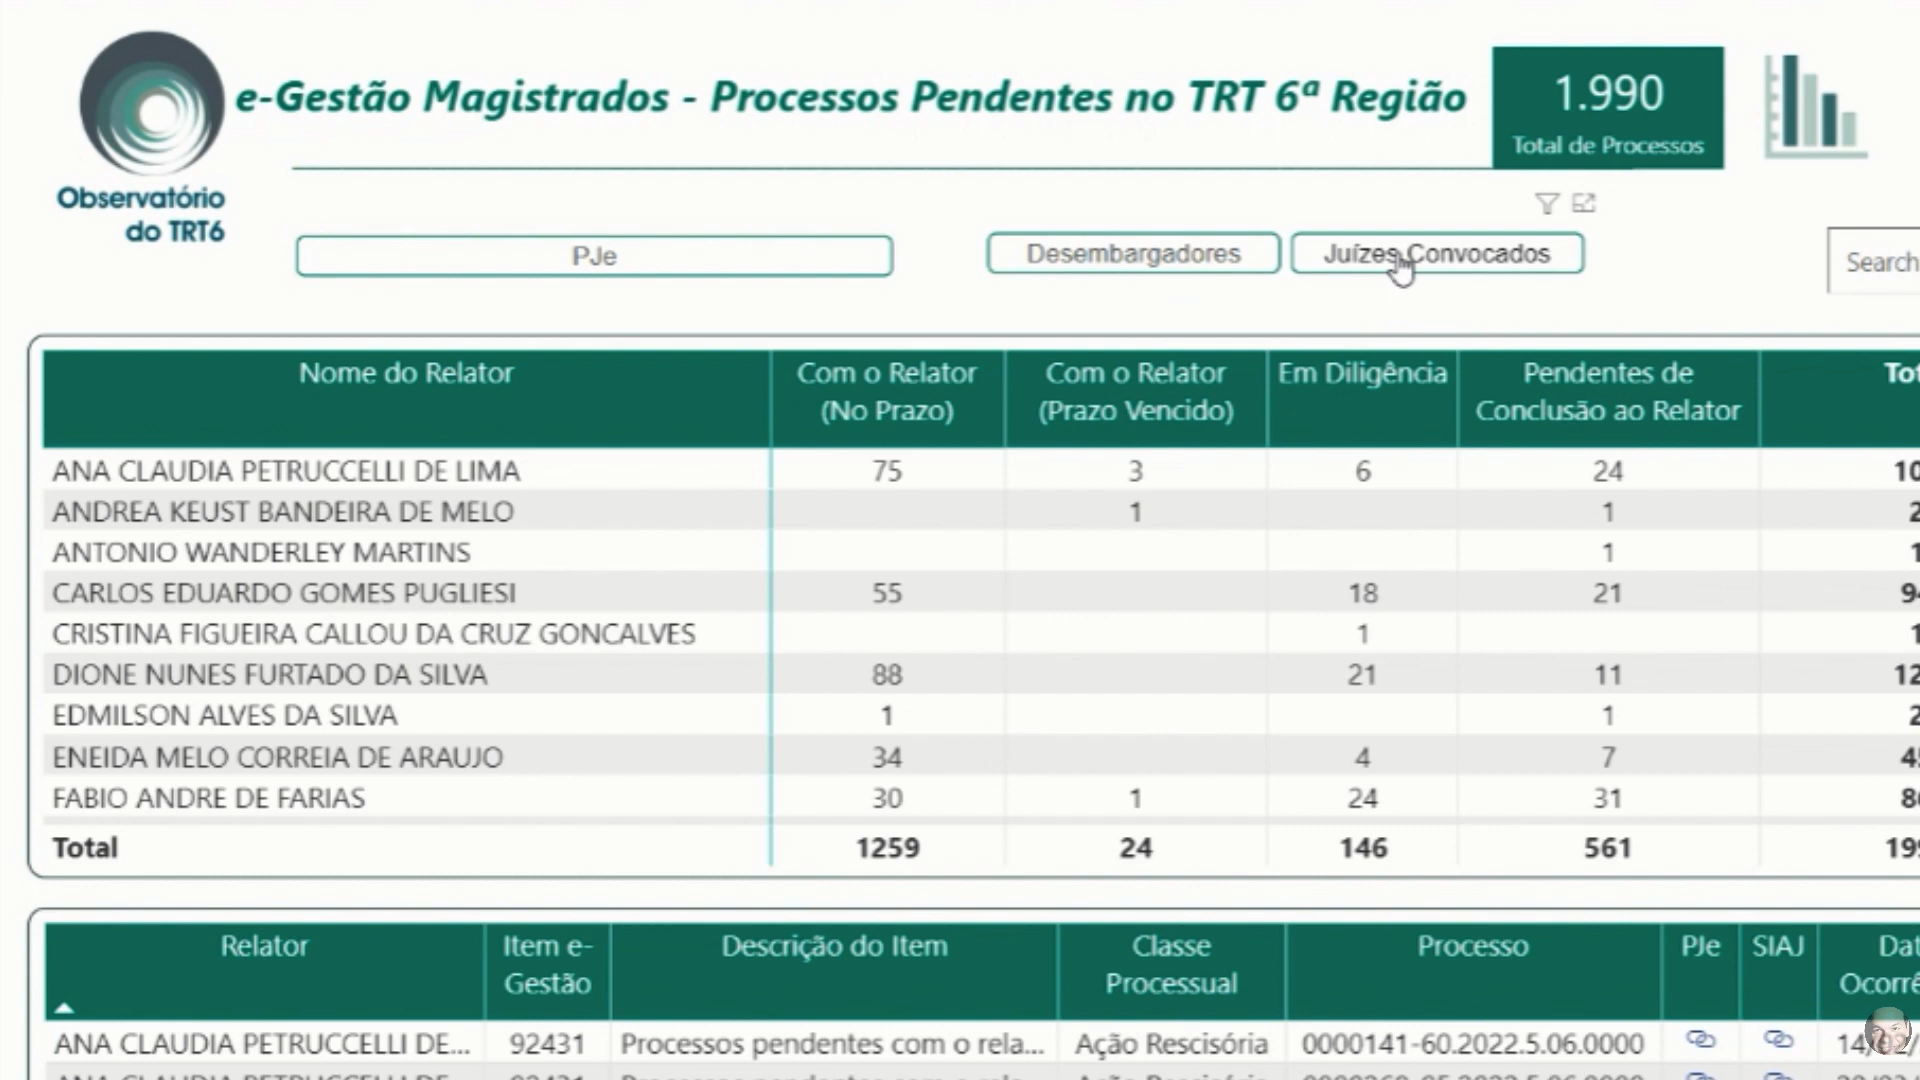 e-Gestão Magistrados - Processos Pendentes no TRT 6ª Região
1.990
Total de Processos
Observatório
do TRT6
PJe
Desembargadores
Juízes Convocados
Search
Nome do Relator
Com o Relator
(No Prazo)
Com o Relator
(Prazo Vencido)
Em Diligência
Pendentes de
Conclusão ao Relator
ANA CLAUDIA PETRUCCELLI DE LIMA 75 3 6 24
ANDREA KEUST BANDEIRA DE MELO 1 1
ANTONIO WANDERLEY MARTINS 1
CARLOS EDUARDO GOMES PUGLIESI 55 18 21
CRISTINA FIGUEIRA CALLOU DA CRUZ GONCALVES 1
DIONE NUNES FURTADO DA SILVA 88 21 11
EDMILSON ALVES DA SILVA 1 1
ENEIDA MELO CORREIA DE ARAUJO 34 4 7
FABIO ANDRE DE FARIAS 30 1 24 31
Total 1259 24 146 561
Relator
Item e-
Gestão
Descrição do Item
Classe
Processual
Processo
PJe
SIAJ
ANA CLAUDIA PETRUCCELLI DE... 92431 Processos pendentes com o rela... Ação Rescisória 0000141-60.2022.5.06.0000